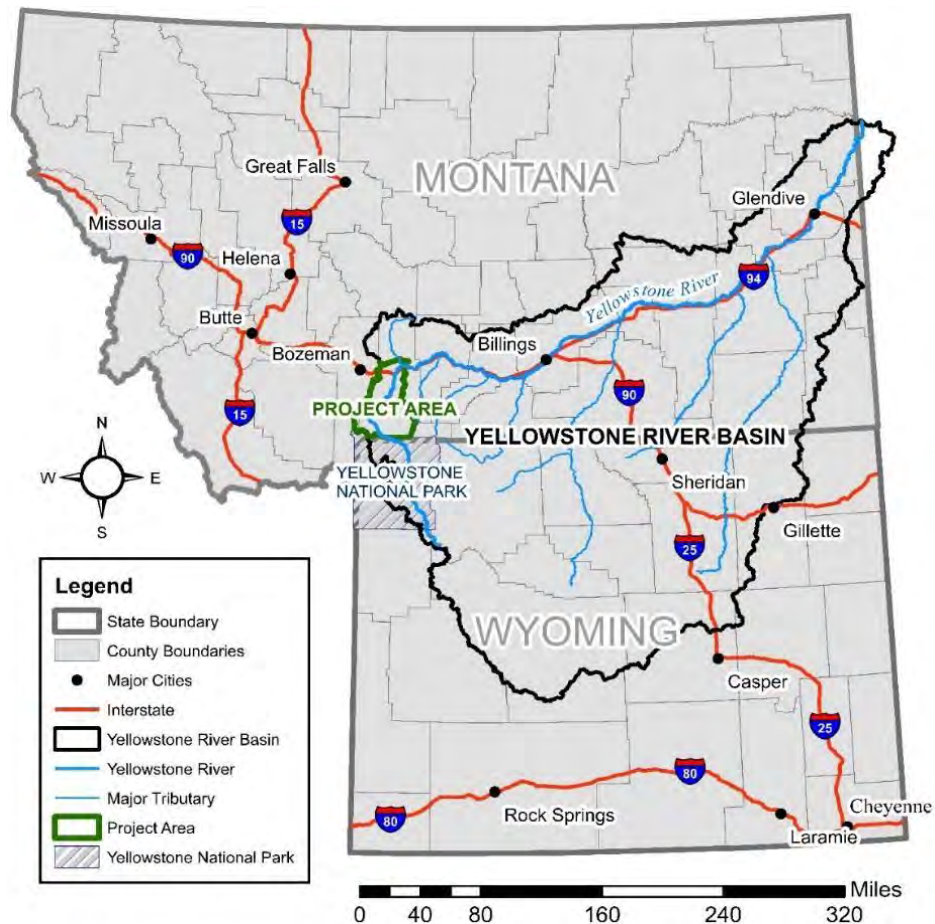 MONTANA
Great Falls
Glendive
Missoula
15
90
Helena
94
Yellowstone River
Butte
Billings
Bozeman
90
15
PROJECT AREA
YELLOWSTONE RIVER BASIN
N
W E
S
YELLOWSTONE
NATIONAL PARK
Sheridan
Gillette
25
WYOMING
Casper
25
80
Rock Springs
80
Cheyenne
Laramie
Legend
State Boundary
County Boundaries
Major Cities
Interstate
Yellowstone River Basin
Yellowstone River
Major Tributary
Project Area
Yellowstone National Park
Miles
0 20 40 80 160 240 320